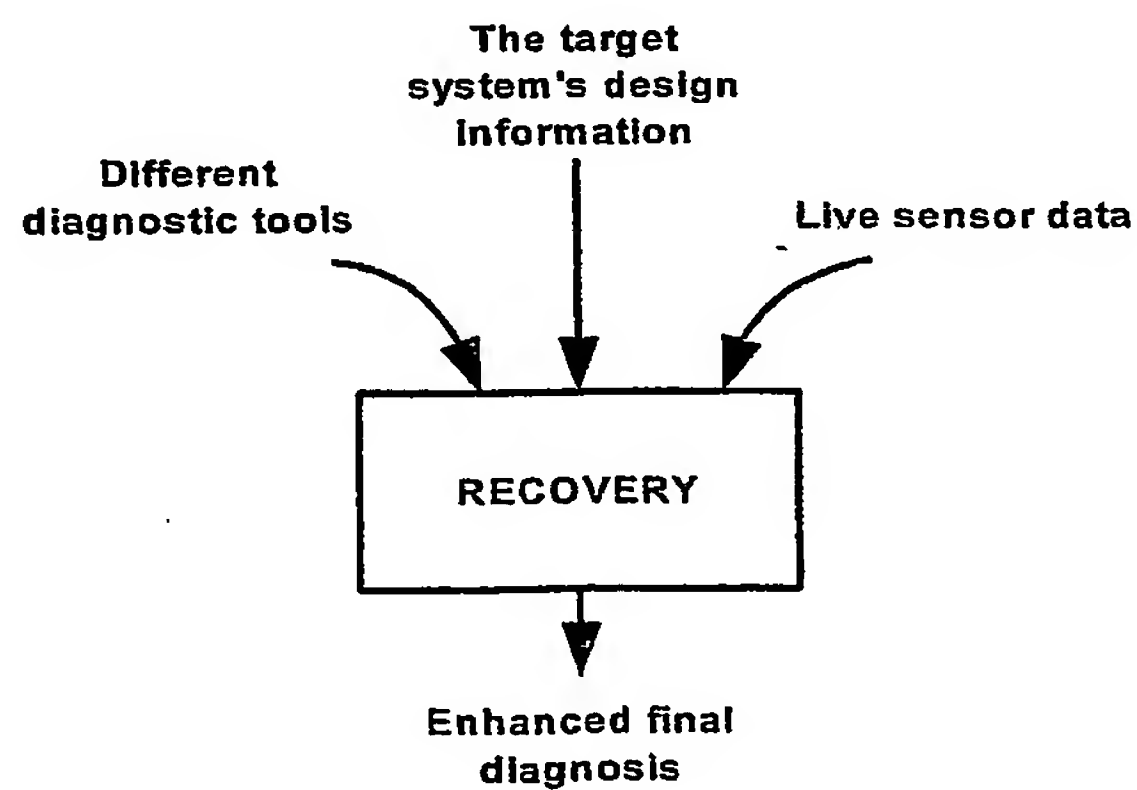 The target
system's design
information
Different
diagnostic tools
Live sensor data
RECOVERY
Enhanced final
diagnosis